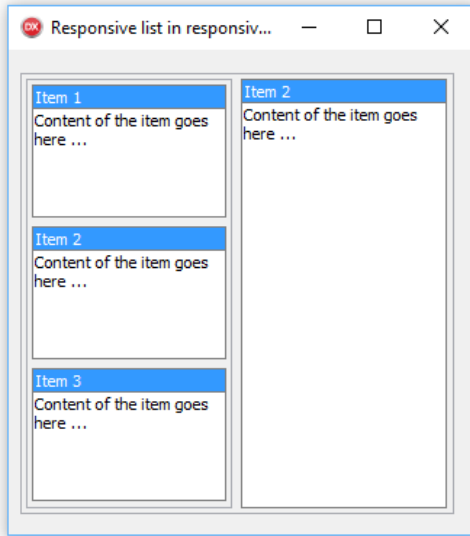 DX Responsive list in responsiv...
Item 1
Content of the item goes
here ...
Item 2
Content of the item goes
here ...
Item 3
Content of the item goes
here ...
Item 2
Content of the item goes
here ...